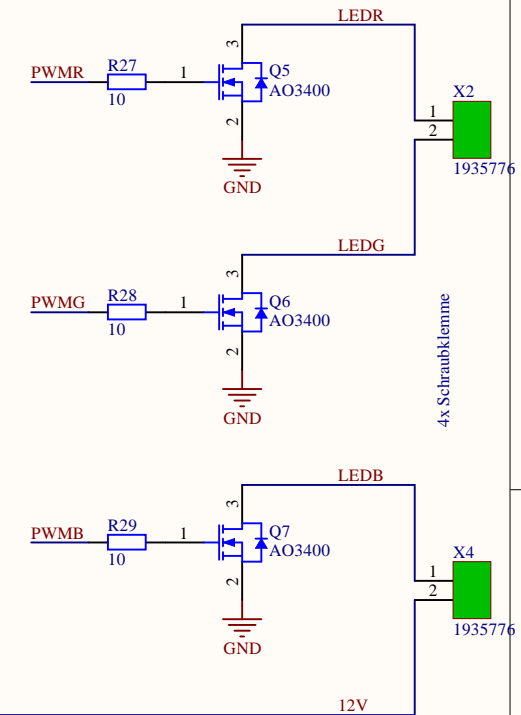 LEDR
3
PWMR
R27
10
1
Q5
AO3400
2
GND
X2
1
2
1935776
LEDG
3
PWMG
R28
10
1
Q6
AO3400
2
GND
4x Schraubklemme
LEDB
3
PWMB
R29
10
1
Q7
AO3400
2
GND
X4
1
2
1935776
12V